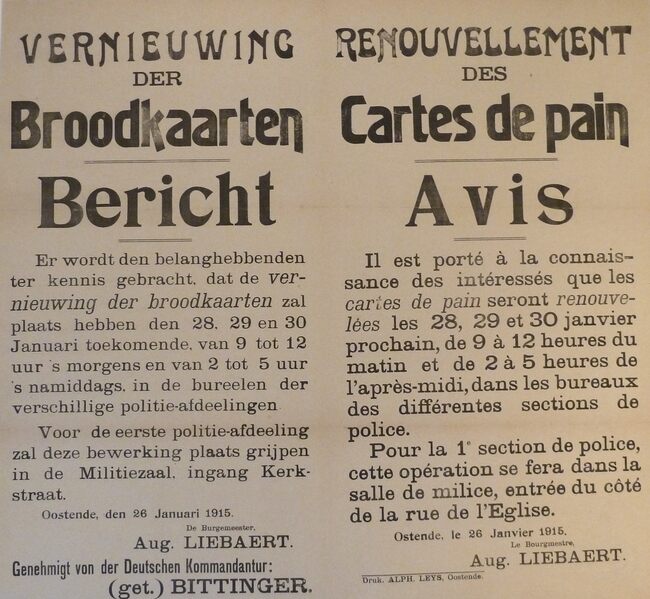 VERNIEUWING
DER
Broodkaarten
Bericht
Er wordt den belanghebbenden
ter kennis gebracht, dat de ver-
nieuwing der broodkaarten zal
plaats hebben den 28, 29 en 30
Januari toekomende, van 9 tot 12
uur 's morgens en van 2 tot 5 uur
's namiddags, in de bureelen der
verschillige politie-afdeelingen.
Voor de eerste politie-afdeeling
zal deze bewerking plaats grijpen
in de Militiezaal, ingang Kerk-
straat.
Oostende, den 26 Januari 1915.
De Burgemeester,
Aug. LIEBAERT.
Genehmigt von der Deutschen Kommandantur:
(get.) BITTINGER.
RENOUVELLEMENT
DES
Cartes de pain
Avis
Il est porté à la connais-
sance des intéressés que les
cartes de pain seront renouve-
lées les 28, 29 et 30 janvier
prochain, de 9 à 12 heures du
matin et de 2 à 5 heures de
l'après-midi, dans les bureaux
des différentes sections de
police.
Pour la 1e section de police,
cette opération se fera dans la
salle de milice, entrée du côté
de la rue de l'Eglise.
Ostende, le 26 Janvier 1915.
Le Bourgmestre,
Aug. LIEBAERT.
Druk. ALPH. LEYS, Oostende.